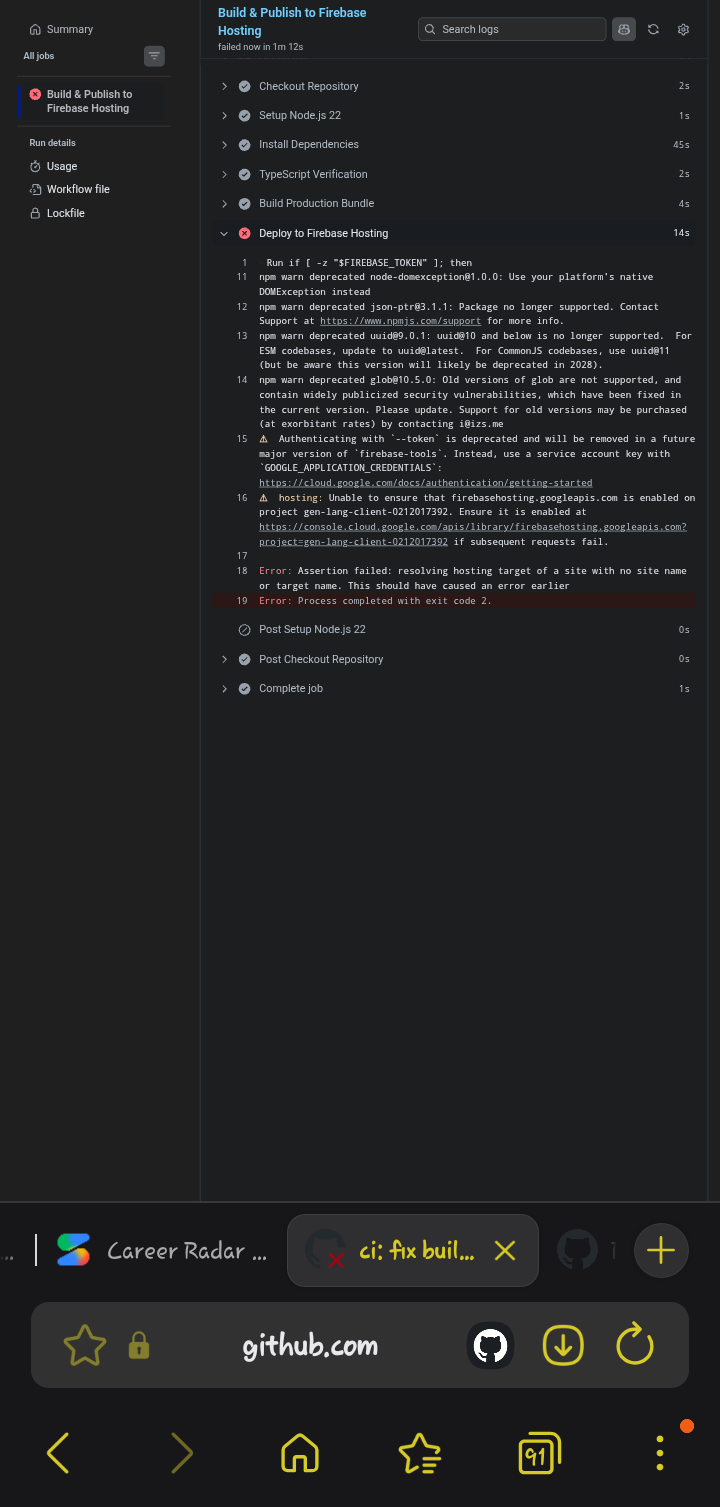 Summary
All jobs
Build & Publish to
Firebase Hosting
Run details
Usage
Workflow file
Lockfile
Build & Publish to Firebase
Hosting
failed now in 1m 12s
Search logs
Checkout Repository 2s
Setup Node.js 22 1s
Install Dependencies 45s
TypeScript Verification 2s
Build Production Bundle 4s
Deploy to Firebase Hosting 14s
1 Run if [ -z "$FIREBASE_TOKEN" ]; then
11 npm warn deprecated node-domexception@1.0.0: Use your platform's native
DOMException instead
12 npm warn deprecated json-ptr@3.1.1: Package no longer supported. Contact
Support at https://www.npmjs.com/support for more info.
13 npm warn deprecated uuid@9.0.1: uuid@10 and below is no longer supported.  For
ESM codebases, update to uuid@latest.  For CommonJS codebases, use uuid@11
(but be aware this version will likely be deprecated in 2028).
14 npm warn deprecated glob@10.5.0: Old versions of glob are not supported, and
contain widely publicized security vulnerabilities, which have been fixed in
the current version. Please update. Support for old versions may be purchased
(at exorbitant rates) by contacting i@izs.me
15 ⚠  Authenticating with `--token` is deprecated and will be removed in a future
major version of `firebase-tools`. Instead, use a service account key with
`GOOGLE_APPLICATION_CREDENTIALS`:
https://cloud.google.com/docs/authentication/getting-started
16 ⚠  hosting: Unable to ensure that firebasehosting.googleapis.com is enabled on
project gen-lang-client-0212017392. Ensure it is enabled at
https://console.cloud.google.com/apis/library/firebasehosting.googleapis.com?
project=gen-lang-client-0212017392 if subsequent requests fail.
17
18 Error: Assertion failed: resolving hosting target of a site with no site name
or target name. This should have caused an error earlier
19 Error: Process completed with exit code 2.
Post Setup Node.js 22 0s
Post Checkout Repository 0s
Complete job 1s
... Career Radar ... ci: fix buil...
github.com
91